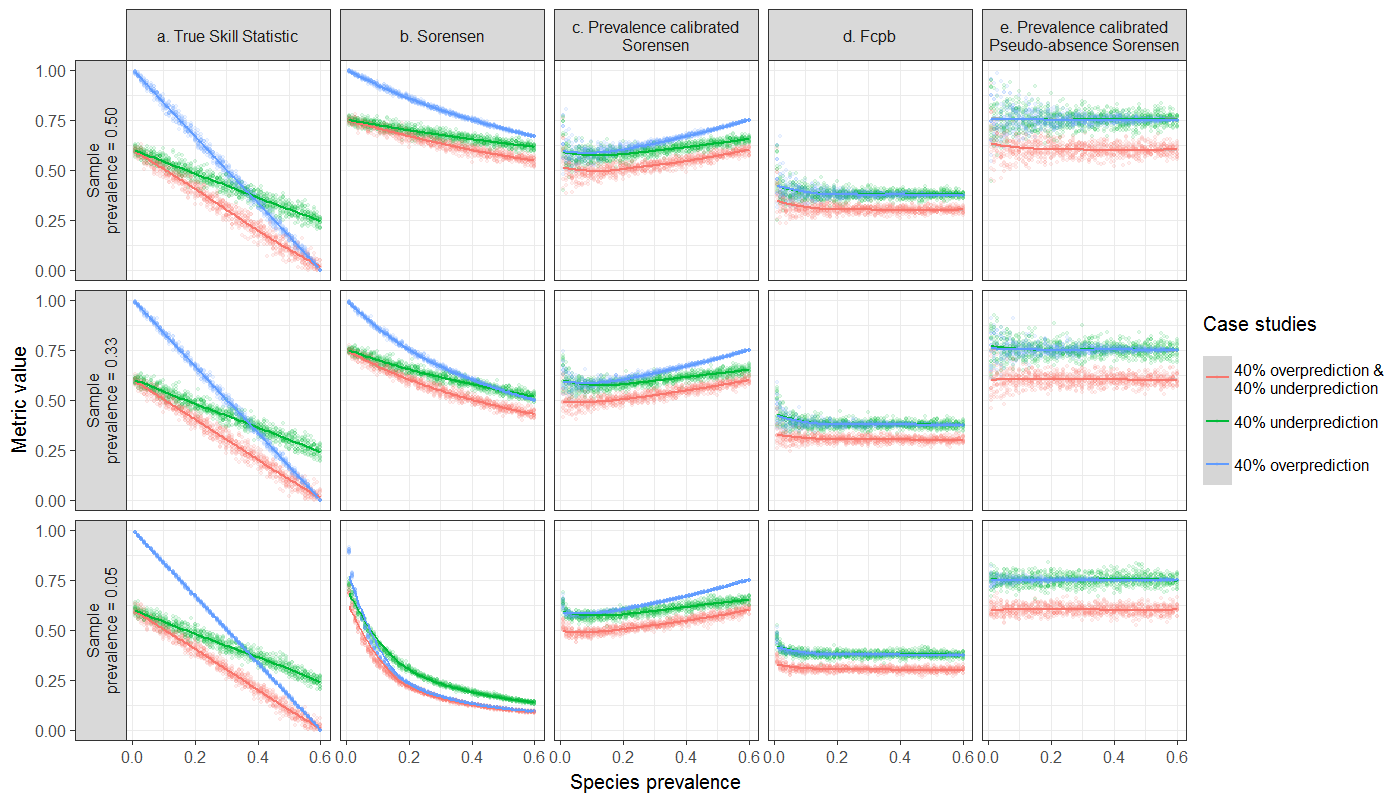 a. True Skill Statistic
b. Sorensen
c. Prevalence calibrated
Sorensen
d. Fcpb
e. Prevalence calibrated
Pseudo-absence Sorensen
Metric value
Sample
prevalence = 0.50
1.00
0.75
0.50
0.25
0.00
Sample
prevalence = 0.33
1.00
0.75
0.50
0.25
0.00
Sample
prevalence = 0.05
1.00
0.75
0.50
0.25
0.00
0.0 0.2 0.4 0.6 0.0 0.2 0.4 0.6 0.0 0.2 0.4 0.6 0.0 0.2 0.4 0.6 0.0 0.2 0.4 0.6
Species prevalence
Case studies
40% overprediction &
40% underprediction
40% underprediction
40% overprediction